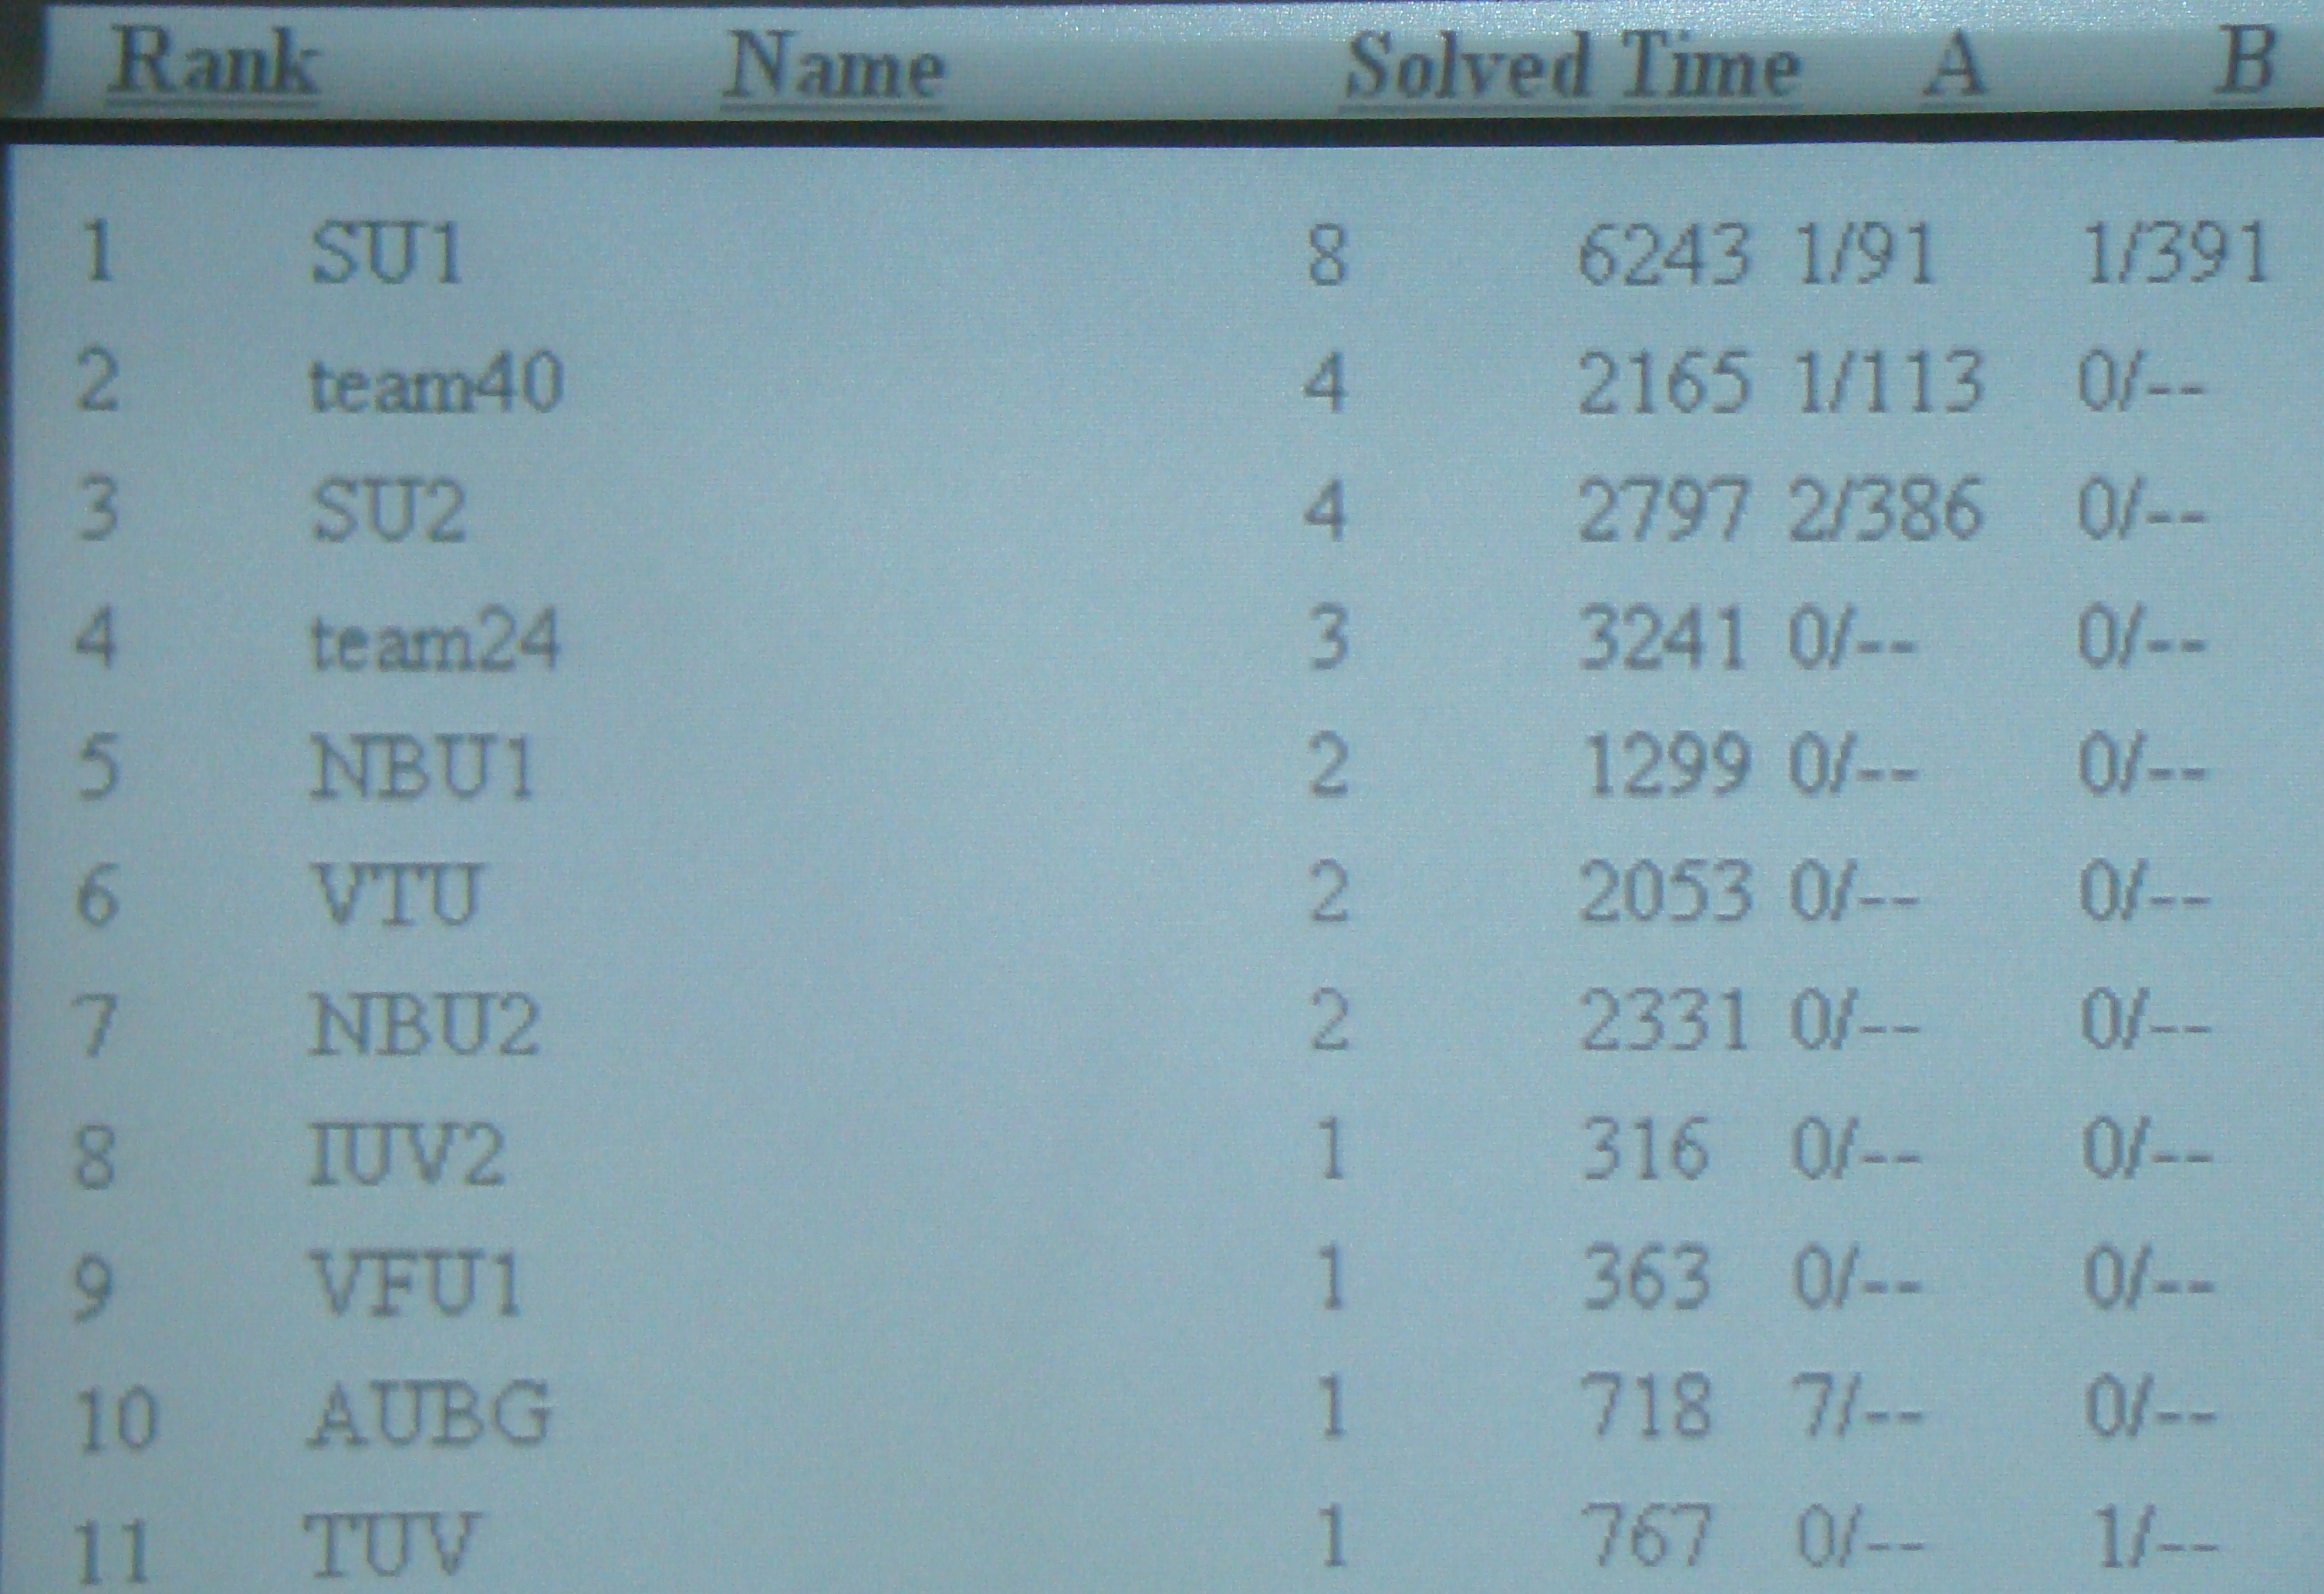 Rank Name Solved Time A B
1 SU1 8 6243 1/91 1/391
2 team40 4 2165 1/113 0/--
3 SU2 4 2797 2/386 0/--
4 team24 3 3241 0/-- 0/--
5 NBU1 2 1299 0/-- 0/--
6 VTU 2 2053 0/-- 0/--
7 NBU2 2 2331 0/-- 0/--
8 IUV2 1 316 0/-- 0/--
9 VFU1 1 363 0/-- 0/--
10 AUBG 1 718 7/-- 0/--
11 TUV 1 767 0/-- 1/--